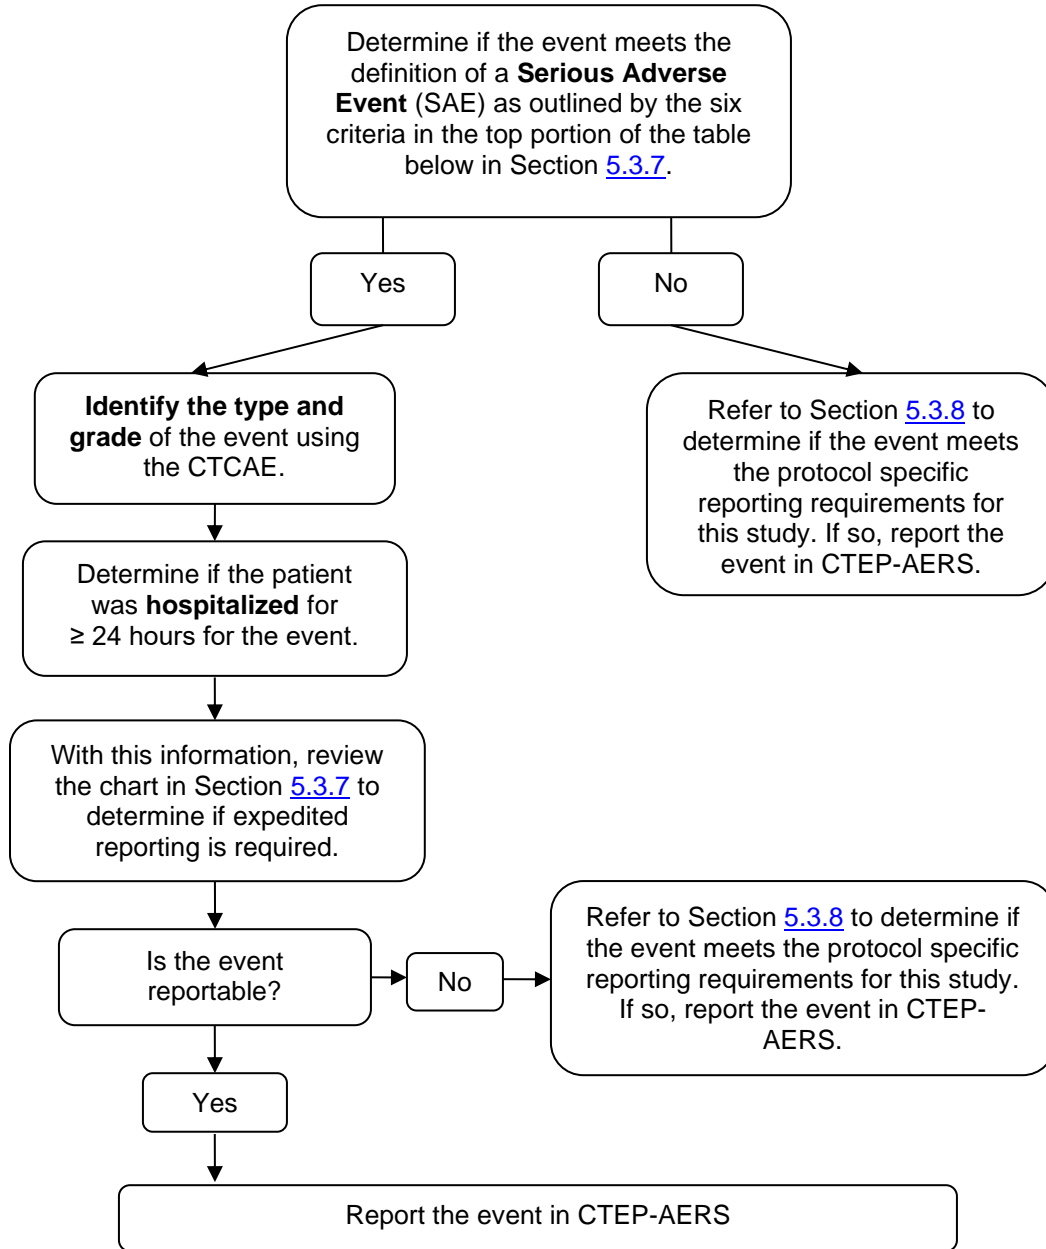 Determine if the event meets the
definition of a Serious Adverse
Event (SAE) as outlined by the six
criteria in the top portion of the table
below in Section 5.3.7.
Yes
No
Identify the type and
grade of the event using
the CTCAE.
Refer to Section 5.3.8 to
determine if the event meets
the protocol specific
reporting requirements for
this study. If so, report the
event in CTEP-AERS.
Determine if the patient
was hospitalized for
≥ 24 hours for the event.
With this information, review
the chart in Section 5.3.7 to
determine if expedited
reporting is required.
Is the event
reportable?
No
Refer to Section 5.3.8 to determine if
the event meets the protocol specific
reporting requirements for this study.
If so, report the event in CTEP-
AERS.
Yes
Report the event in CTEP-AERS